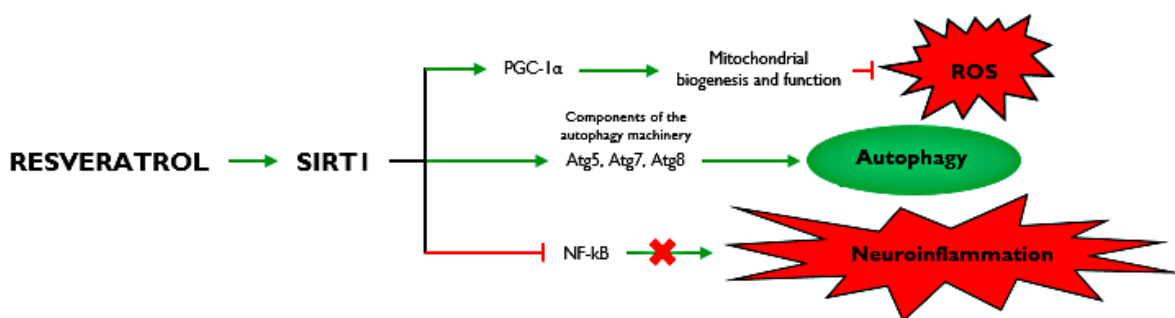 PGC-1α
Mitochondrial
biogenesis and function
ROS
Components of the
autophagy machinery
RESVERATROL
SIRT1
Atg5, Atg7, Atg8
Autophagy
NF-kB
Neuroinflammation